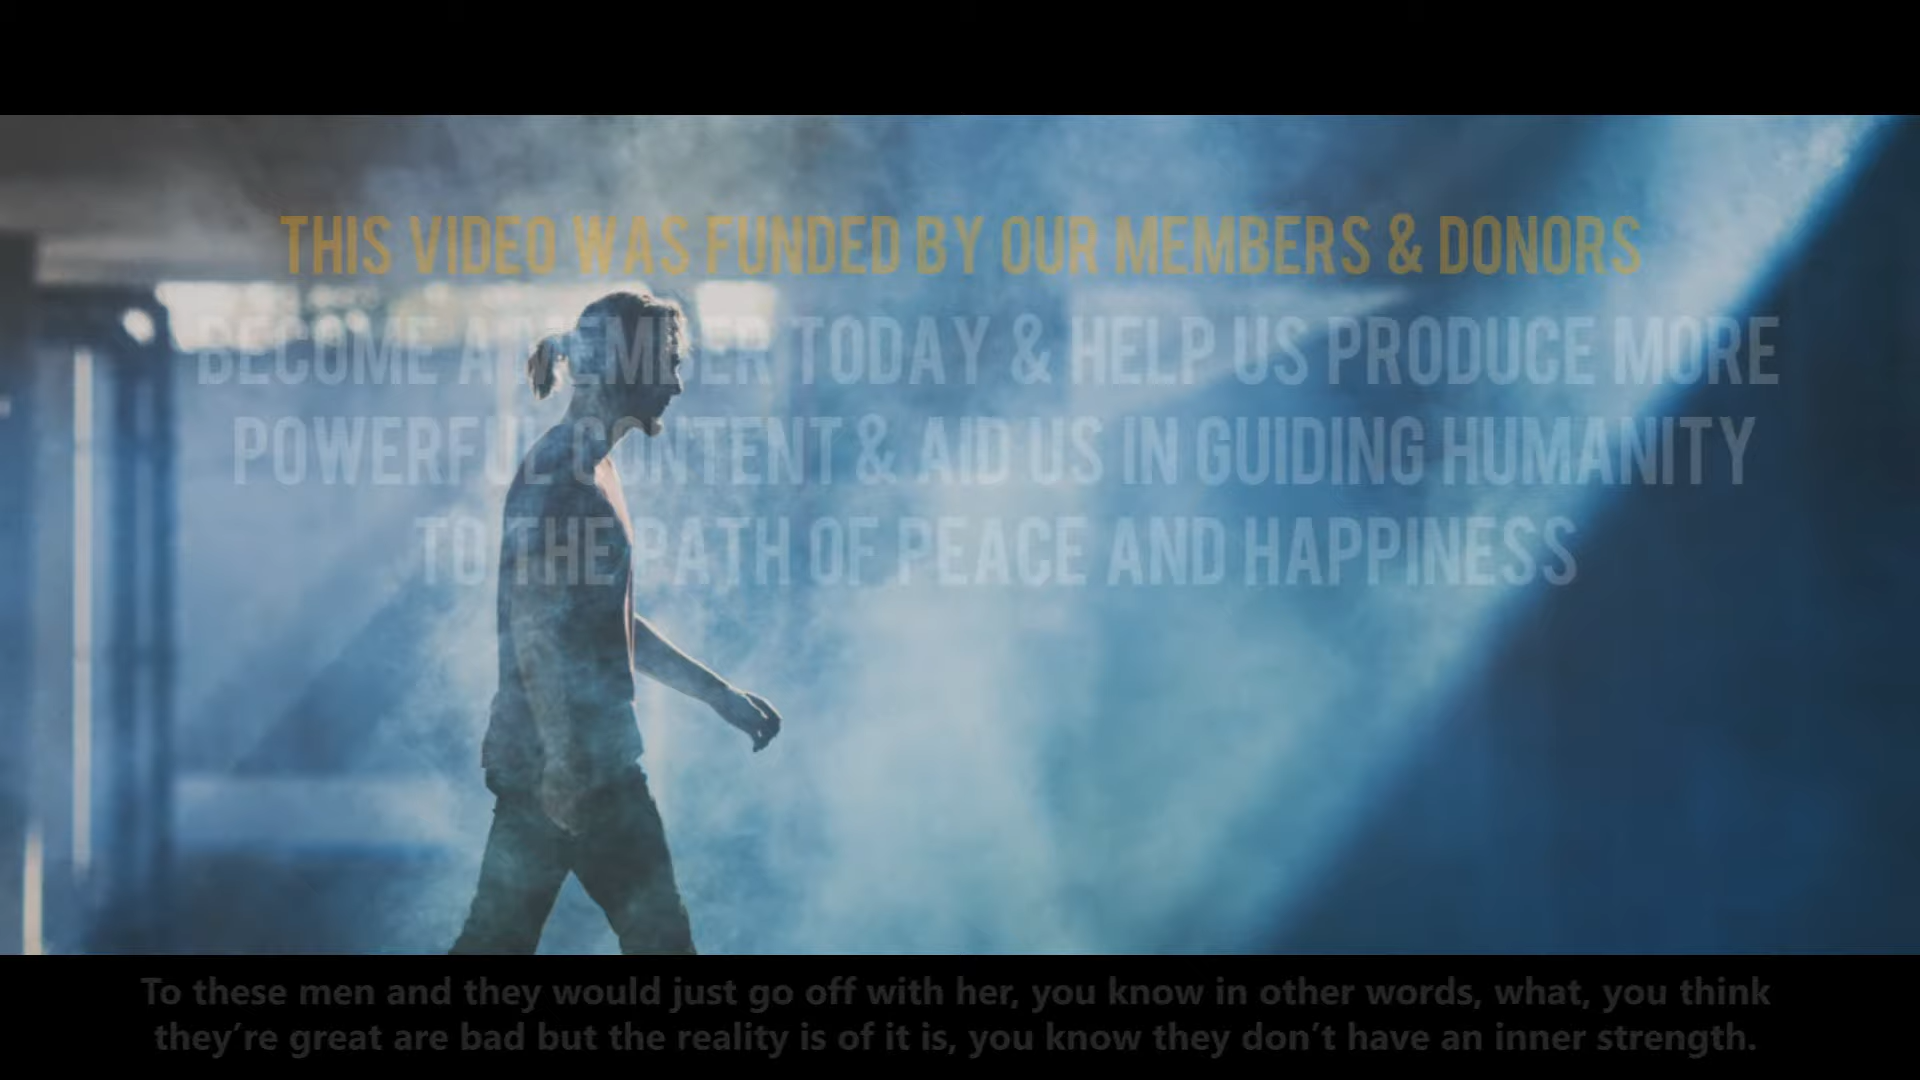 THIS VIDEO WAS FUNDED BY OUR MEMBERS & DONORS
BECOME A MEMBER TODAY & HELP US PRODUCE MORE
POWERFUL CONTENT & AID US IN GUIDING HUMANITY
TO THE PATH OF PEACE AND HAPPINESS
To these men and they would just go off with her, you know in other words, what, you think
they’re great are bad but the reality is of it is, you know they don’t have an inner strength.